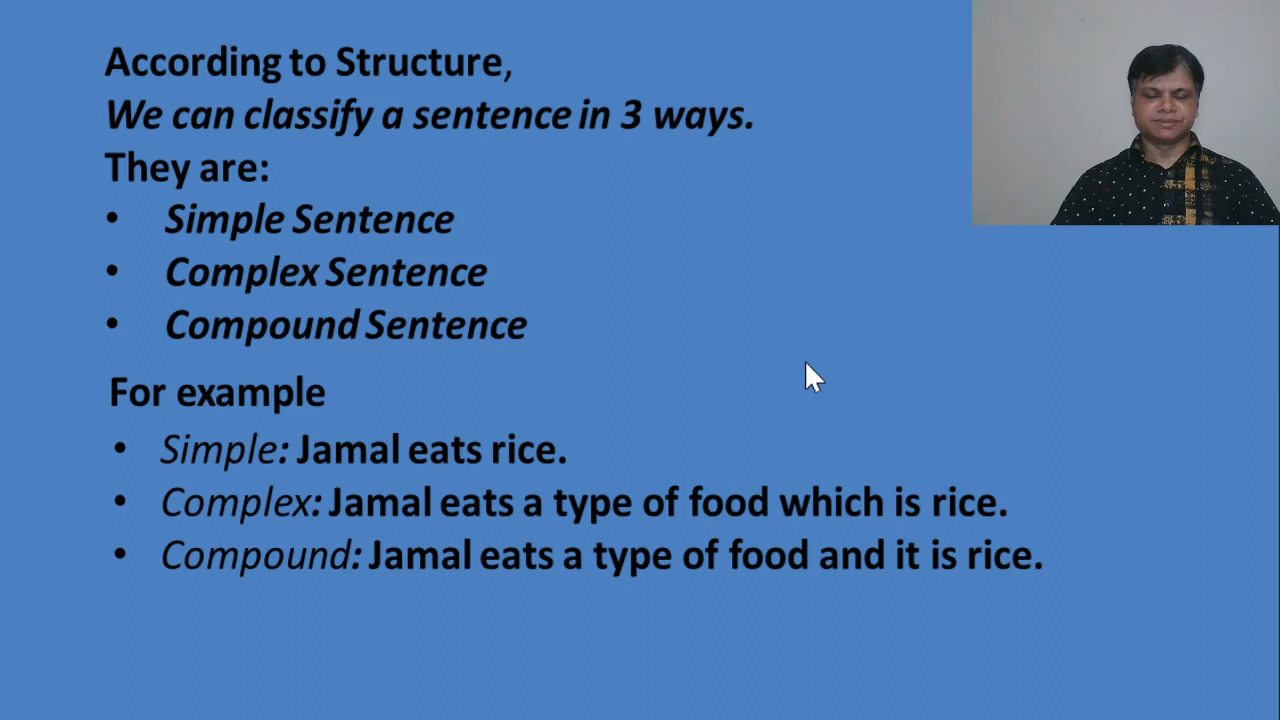 According to Structure,
We can classify a sentence in 3 ways.
They are:
• Simple Sentence
• Complex Sentence
• Compound Sentence
For example
• Simple: Jamal eats rice.
• Complex: Jamal eats a type of food which is rice.
• Compound: Jamal eats a type of food and it is rice.